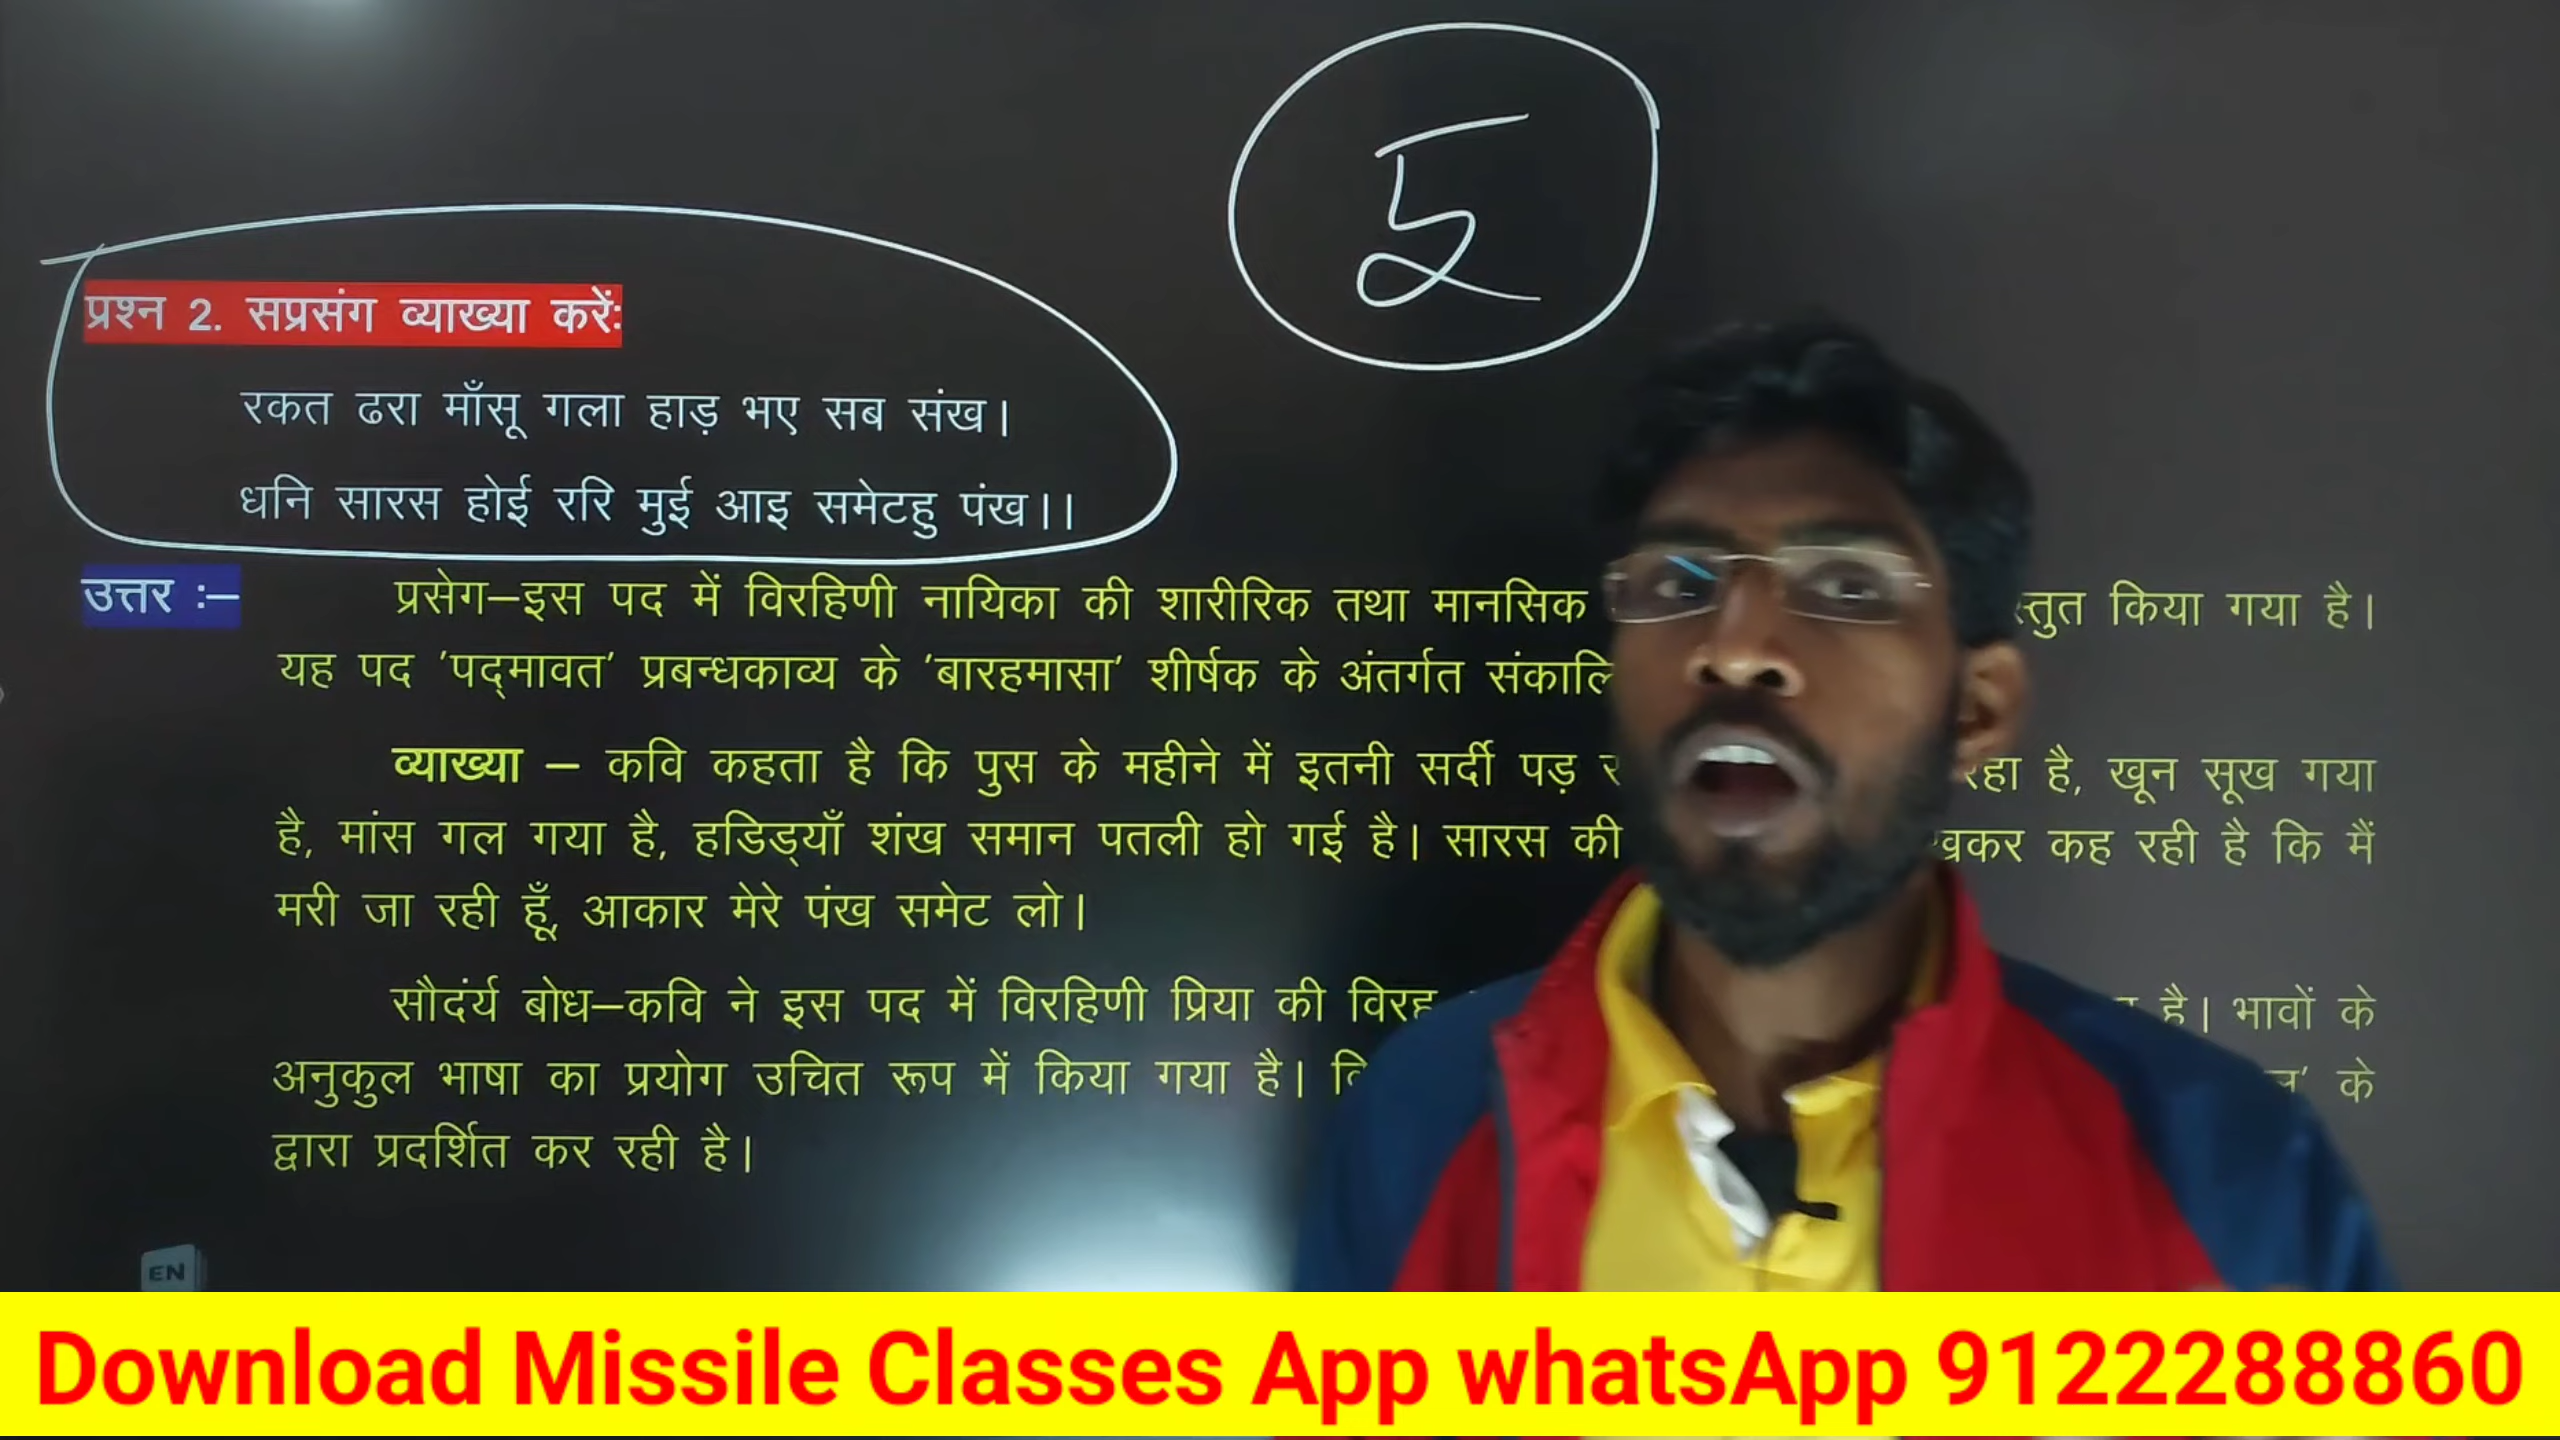 5
प्रश्न 2. सप्रसंग व्याख्या करें:
रकत ढरा माँसू गला हाड़ भए सब संख।
धनि सारस होई ररि मुई आइ समेटहु पंख।।
उत्तर :– प्रसेग–इस पद में विरहिणी नायिका की शारीरिक तथा मानसिक किया गया है।
यह पद 'पद्मावत' प्रबन्धकाव्य के 'बारहमासा' शीर्षक के अंतर्गत
व्याख्या – कवि कहता है कि पुस के महीने में इतनी सर्दी पड़ रहा है, खून सूख गया
है, मांस गल गया है, हडिड्याँ शंख समान पतली हो गई है। सारस की कह रही है कि मैं
मरी जा रही हूँ, आकार मेरे पंख समेट लो।
सौदंर्य बोध–कवि ने इस पद में विरहिणी प्रिया की विरह है। भावों के
अनुकुल भाषा का प्रयोग उचित रूप में किया गया है। के
द्वारा प्रदर्शित कर रही है।
EN
Download Missile Classes App whatsApp 9122288860